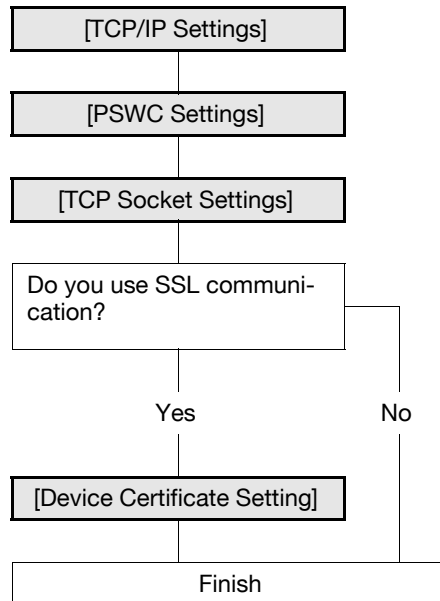 [TCP/IP Settings]
[PSWC Settings]
[TCP Socket Settings]
Do you use SSL communi-
cation?
Yes
No
[Device Certificate Setting]
Finish